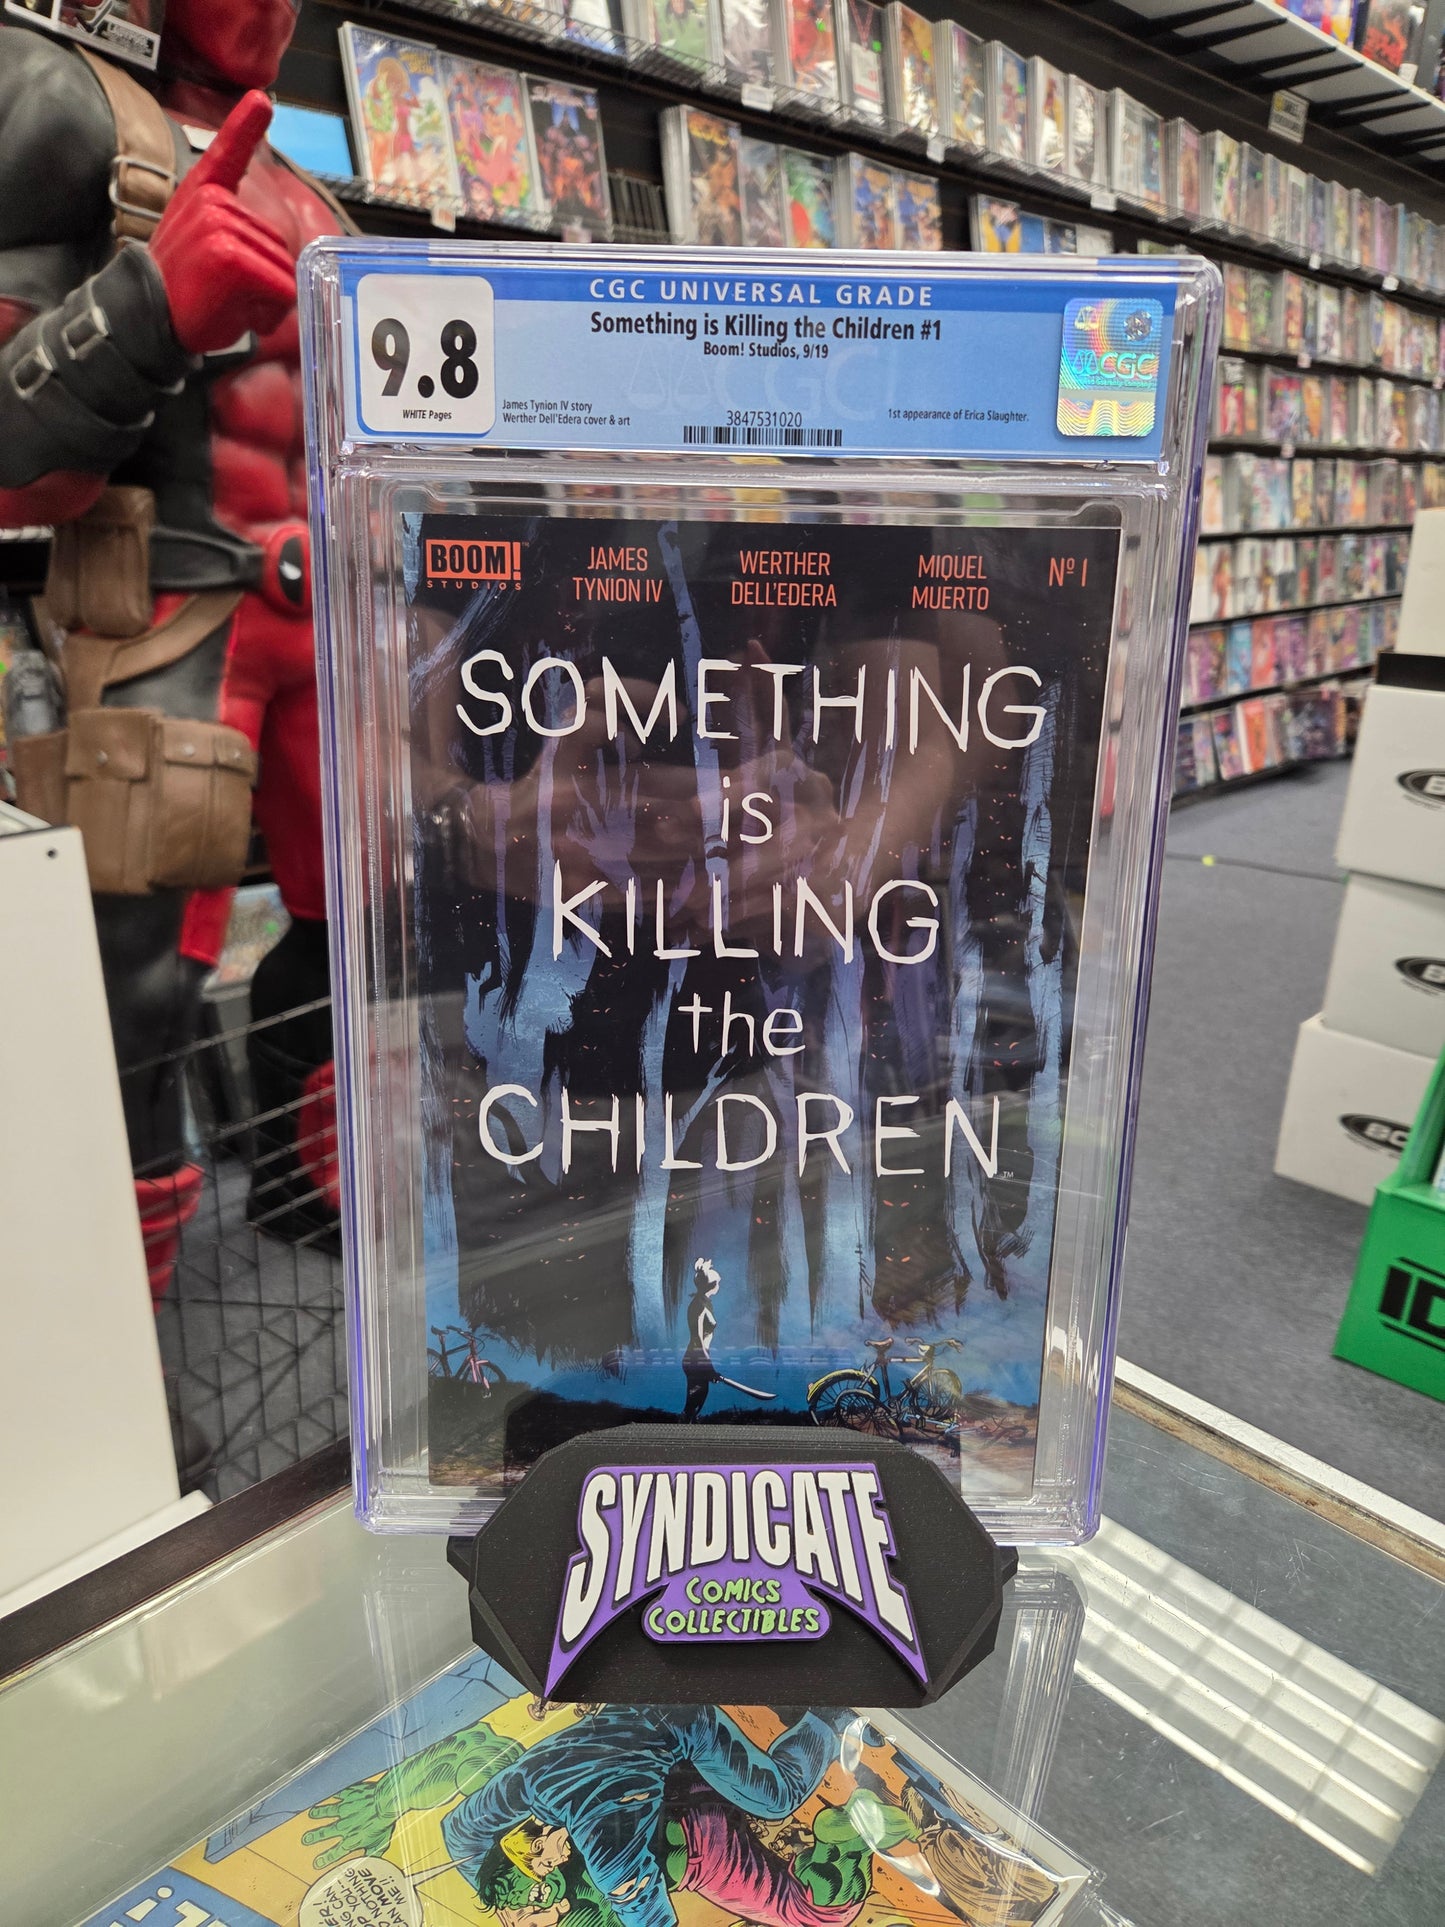 CGC UNIVERSAL GRADE
9.8
WHITE Pages
Something is Killing the Children #1
Boom! Studios, 9/19
James Tynion IV story
Werther Dell'Edera cover & art
3847531020
1st appearance of Erica Slaughter.
CGC
BOOM!
STUDIOS
JAMES
TYNION IV
WERTHER
DELL'EDERA
MIQUEL
MUERTO
Nº 1
SOMETHING
is
KILLING
the
CHILDREN
TM
SYNDICATE
COMICS
COLLECTIBLES